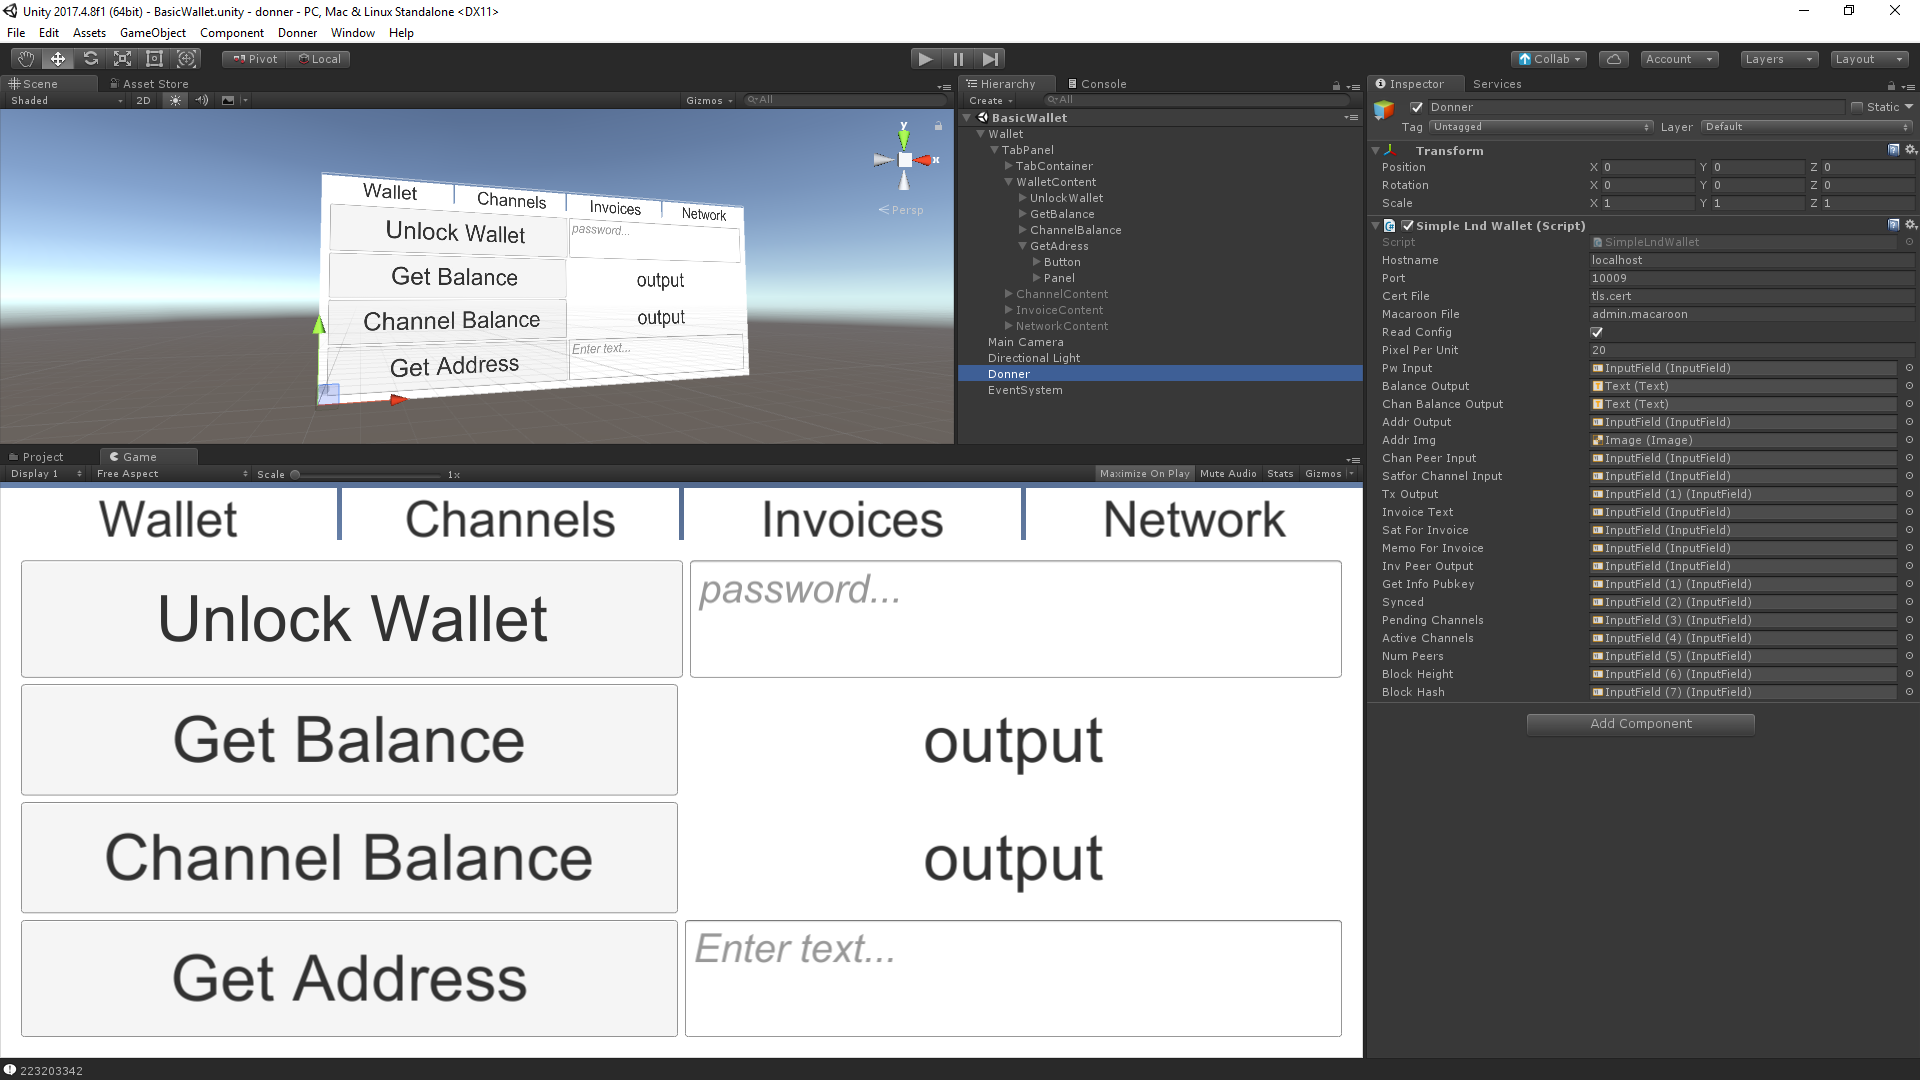 Unity 2017.4.8f1 (64bit) - BasicWallet.unity - donner - PC, Mac & Linux Standalone <DX11>
File Edit Assets GameObject Component Donner Window Help
Pivot Local
Collab Account Layers Layout
Scene Asset Store
Shaded 2D Gizmos All
y
x
Persp
Wallet Channels Invoices Network
Unlock Wallet password...
Get Balance output
Channel Balance output
Get Address Enter text...
Hierarchy Console
Create All
BasicWallet
Wallet
TabPanel
TabContainer
WalletContent
UnlockWallet
GetBalance
ChannelBalance
GetAdress
Button
Panel
ChannelContent
InvoiceContent
NetworkContent
Main Camera
Directional Light
Donner
EventSystem
Project Game
Display 1 Free Aspect Scale 1x Maximize On Play Mute Audio Stats Gizmos
Wallet Channels Invoices Network
Unlock Wallet password...
Get Balance output
Channel Balance output
Get Address Enter text...
Inspector Services
Donner Static
Tag Untagged Layer Default
Transform
Position X 0 Y 0 Z 0
Rotation X 0 Y 0 Z 0
Scale X 1 Y 1 Z 1
Simple Lnd Wallet (Script)
Script SimpleLndWallet
Hostname localhost
Port 10009
Cert File tls.cert
Macaroon File admin.macaroon
Read Config
Pixel Per Unit 20
Pw Input InputField (InputField)
Balance Output Text (Text)
Chan Balance Output Text (Text)
Addr Output InputField (InputField)
Addr Img Image (Image)
Chan Peer Input InputField (InputField)
Satfor Channel Input InputField (InputField)
Tx Output InputField (1) (InputField)
Invoice Text InputField (InputField)
Sat For Invoice InputField (InputField)
Memo For Invoice InputField (InputField)
Inv Peer Output InputField (InputField)
Get Info Pubkey InputField (1) (InputField)
Synced InputField (2) (InputField)
Pending Channels InputField (3) (InputField)
Active Channels InputField (4) (InputField)
Num Peers InputField (5) (InputField)
Block Height InputField (6) (InputField)
Block Hash InputField (7) (InputField)
Add Component
223203342